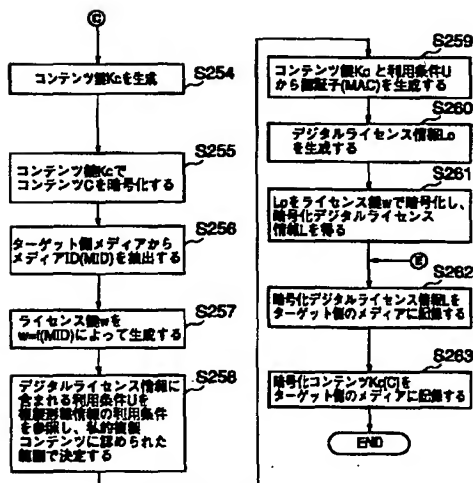 C
S254
コンテンツ鍵Kcを生成
S255
コンテンツ鍵Kcで
コンテンツCを暗号化する
S256
ターゲット側メディアから
メディアID(MID)を抽出する
S257
ライセンス鍵wを
w=f(MID)によって生成する
S258
デジタルライセンス情報に
含まれる利用条件Uを
複製形態情報の利用条件
を参照し、私的複製
コンテンツに認められた
範囲で決定する
S259
コンテンツ鍵Kcと利用条件U
から認証子(MAC)を生成する
S260
デジタルライセンス情報Lo
を生成する
S261
Loをライセンス鍵wで暗号化し、
暗号化デジタルライセンス
情報Lを得る
E
S262
暗号化デジタルライセンス情報Lを
ターゲット側のメディアに記録する
S263
暗号化コンテンツKc[C]を
ターゲット側のメディアに記録する
END